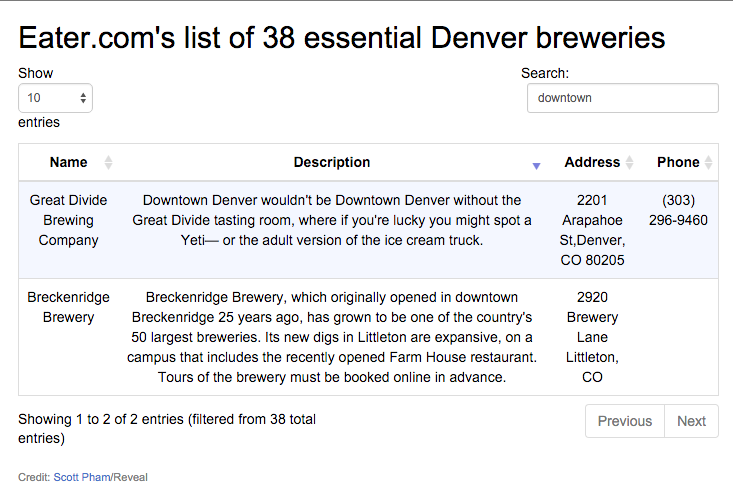 Eater.com's list of 38 essential Denver breweries
Show
10
entries
Search:
downtown
Name
Description
Address
Phone
Great Divide
Brewing
Company
Downtown Denver wouldn't be Downtown Denver without the
Great Divide tasting room, where if you're lucky you might spot a
Yeti— or the adult version of the ice cream truck.
2201
Arapahoe
St,Denver,
CO 80205
(303)
296-9460
Breckenridge
Brewery
Breckenridge Brewery, which originally opened in downtown
Breckenridge 25 years ago, has grown to be one of the country's
50 largest breweries. Its new digs in Littleton are expansive, on a
campus that includes the recently opened Farm House restaurant.
Tours of the brewery must be booked online in advance.
2920
Brewery
Lane
Littleton,
CO
Showing 1 to 2 of 2 entries (filtered from 38 total
entries)
Previous
Next
Credit: Scott Pham/Reveal